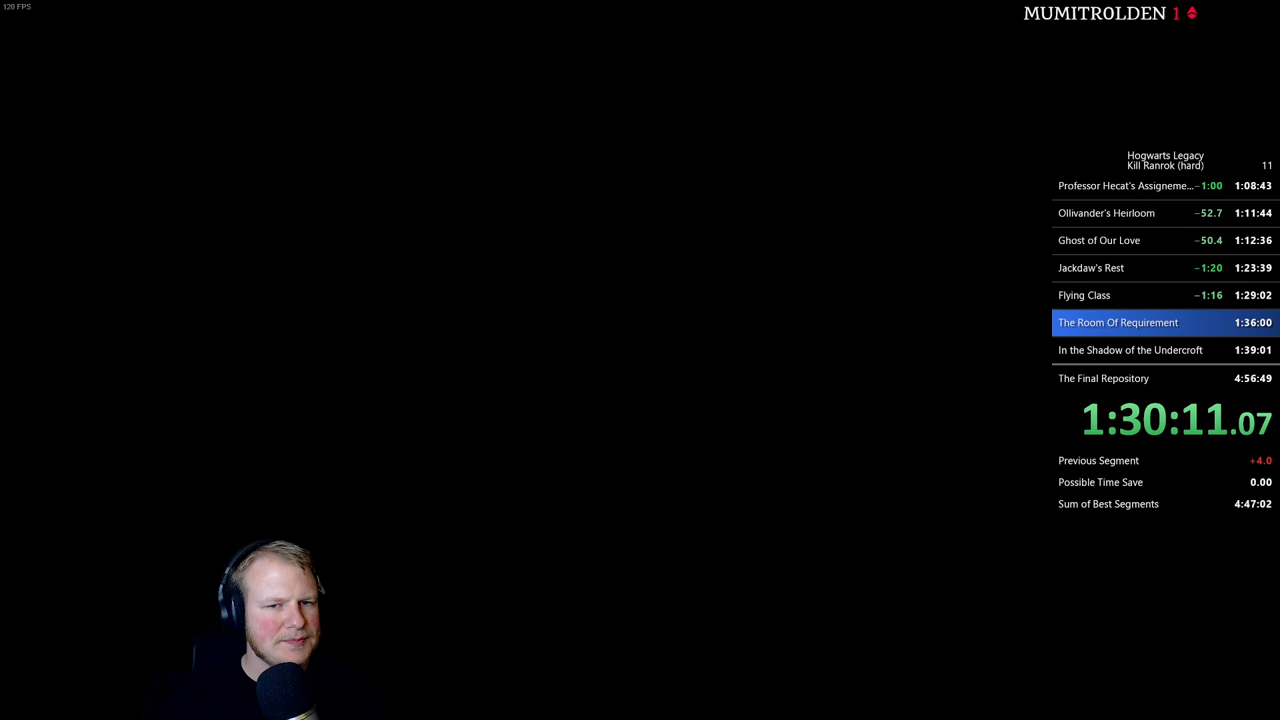 120 FPS
MUMITROLDEN 1
Hogwarts Legacy
Kill Ranrok (hard) 11
Professor Hecat's Assigneme... −1:00 1:08:43
Ollivander's Heirloom −52.7 1:11:44
Ghost of Our Love −50.4 1:12:36
Jackdaw's Rest −1:20 1:23:39
Flying Class −1:16 1:29:02
The Room Of Requirement 1:36:00
In the Shadow of the Undercroft 1:39:01
The Final Repository 4:56:49
1:30:11.07
Previous Segment +4.0
Possible Time Save 0.00
Sum of Best Segments 4:47:02